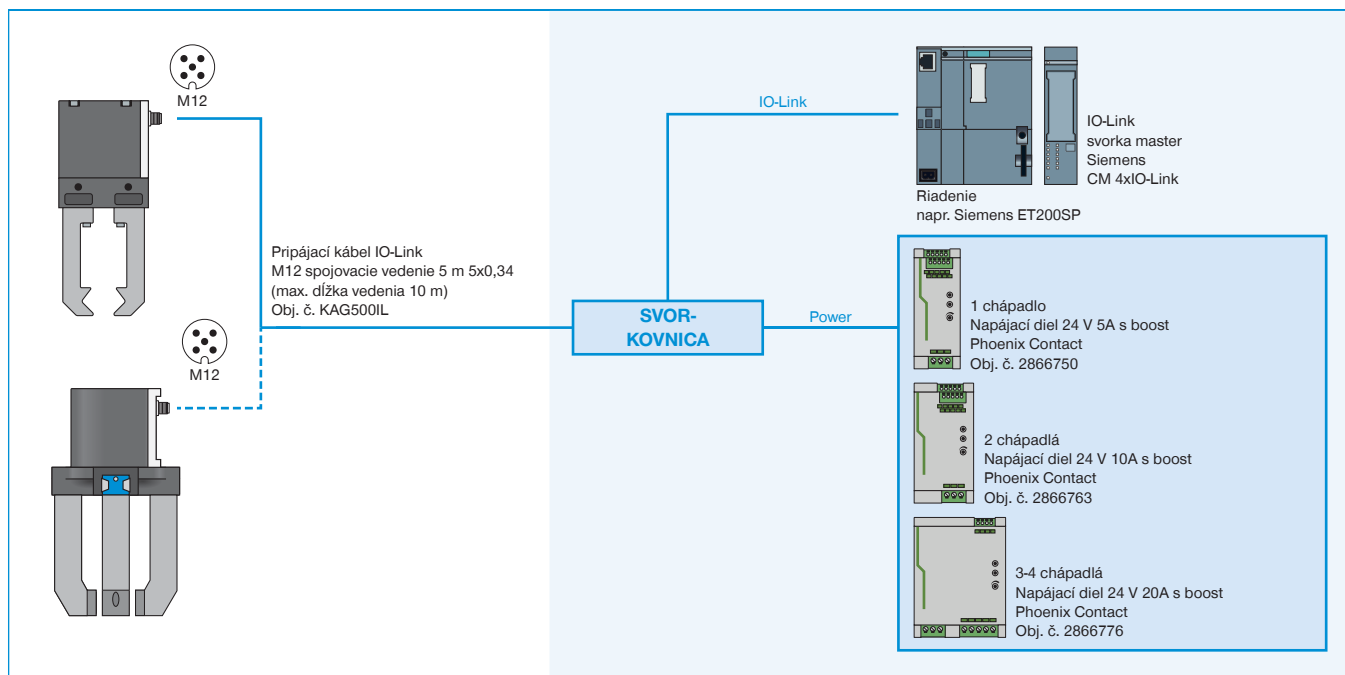 M12
Pripájací kábel IO-Link
M12 spojovacie vedenie 5 m 5x0,34
(max. dĺžka vedenia 10 m)
Obj. č. KAG500IL
M12
SVOR-
KOVNICA
IO-Link
Power
Riadenie
napr. Siemens ET200SP
IO-Link
svorka master
Siemens
CM 4xIO-Link
1 chápadlo
Napájací diel 24 V 5A s boost
Phoenix Contact
Obj. č. 2866750
2 chápadlá
Napájací diel 24 V 10A s boost
Phoenix Contact
Obj. č. 2866763
3-4 chápadlá
Napájací diel 24 V 20A s boost
Phoenix Contact
Obj. č. 2866776